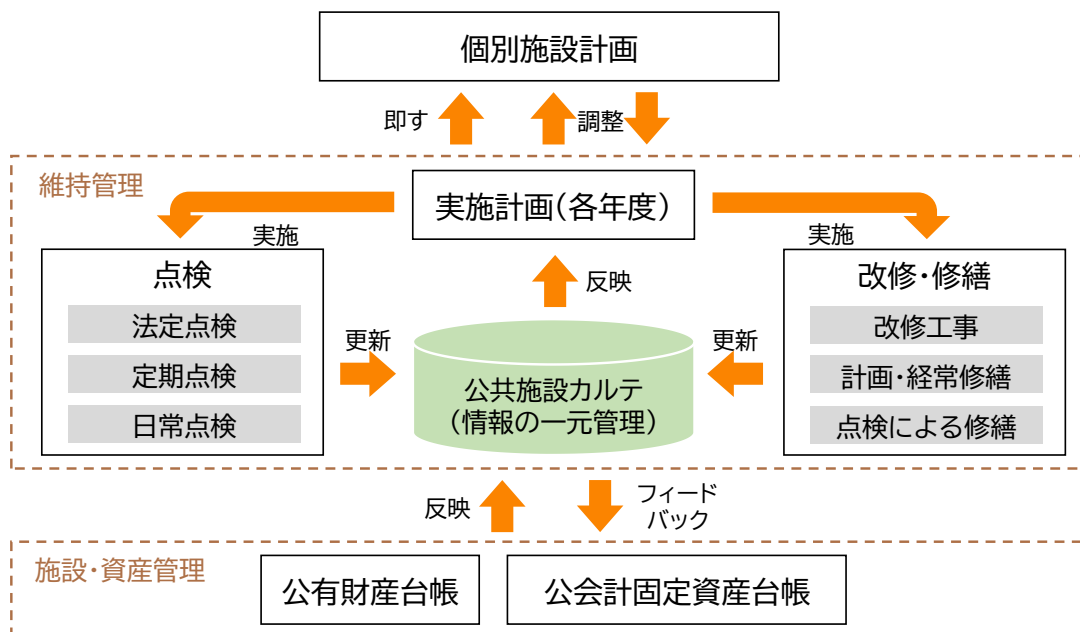 個別施設計画
即す
調整
維持管理
実施計画(各年度)
実施
実施
点検
法定点検
定期点検
日常点検
反映
改修・修繕
改修工事
計画・経常修繕
点検による修繕
更新
更新
公共施設カルテ
(情報の一元管理)
反映
フィード
バック
施設・資産管理
公有財産台帳
公会計固定資産台帳